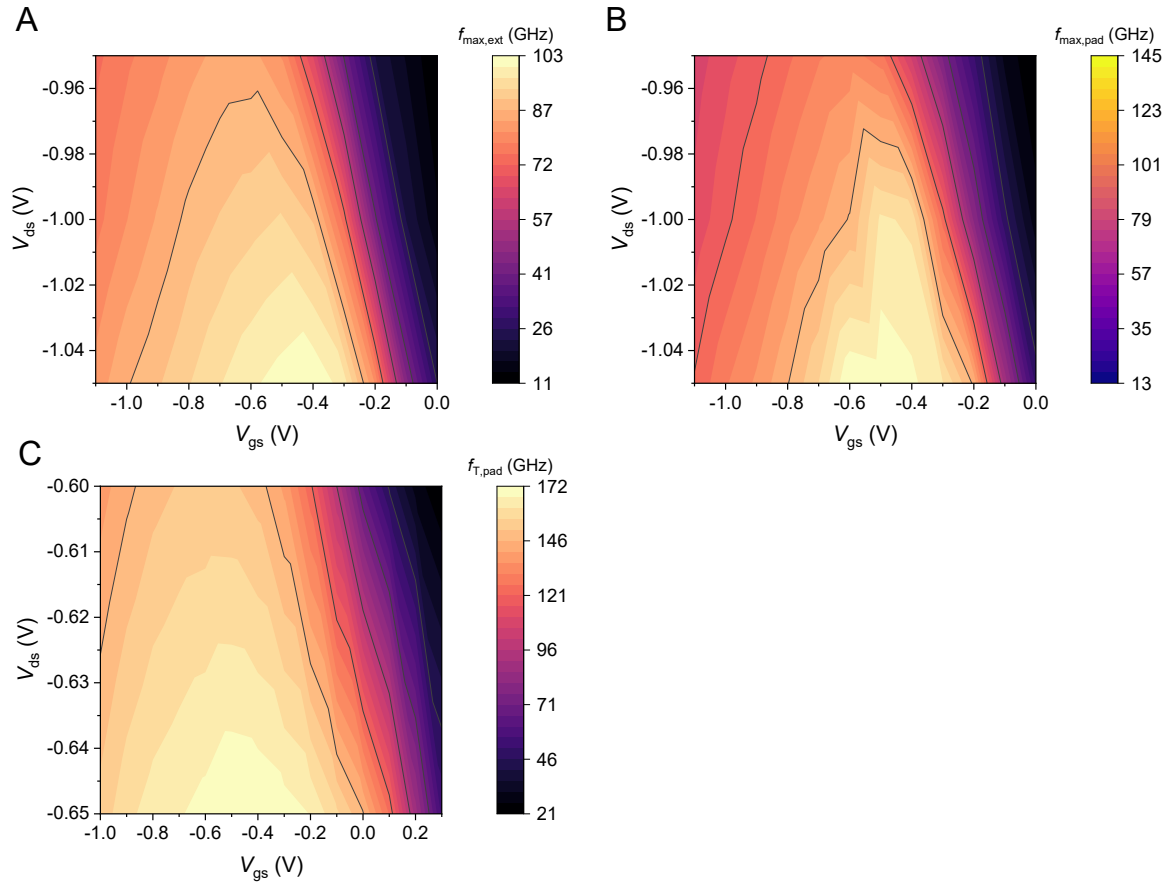 A
f max,ext (GHz)
103
87
72
57
41
26
11
-0.96
-0.98
-1.00
-1.02
-1.04
Vds (V)
-1.0 -0.8 -0.6 -0.4 -0.2 0.0
Vgs (V)
B
f max,pad (GHz)
145
123
101
79
57
35
13
-0.96
-0.98
-1.00
-1.02
-1.04
Vds (V)
-1.0 -0.8 -0.6 -0.4 -0.2 0.0
Vgs (V)
C
f T,pad (GHz)
172
146
121
96
71
46
21
-0.60
-0.61
-0.62
-0.63
-0.64
-0.65
Vds (V)
-1.0 -0.8 -0.6 -0.4 -0.2 0.0 0.2
Vgs (V)